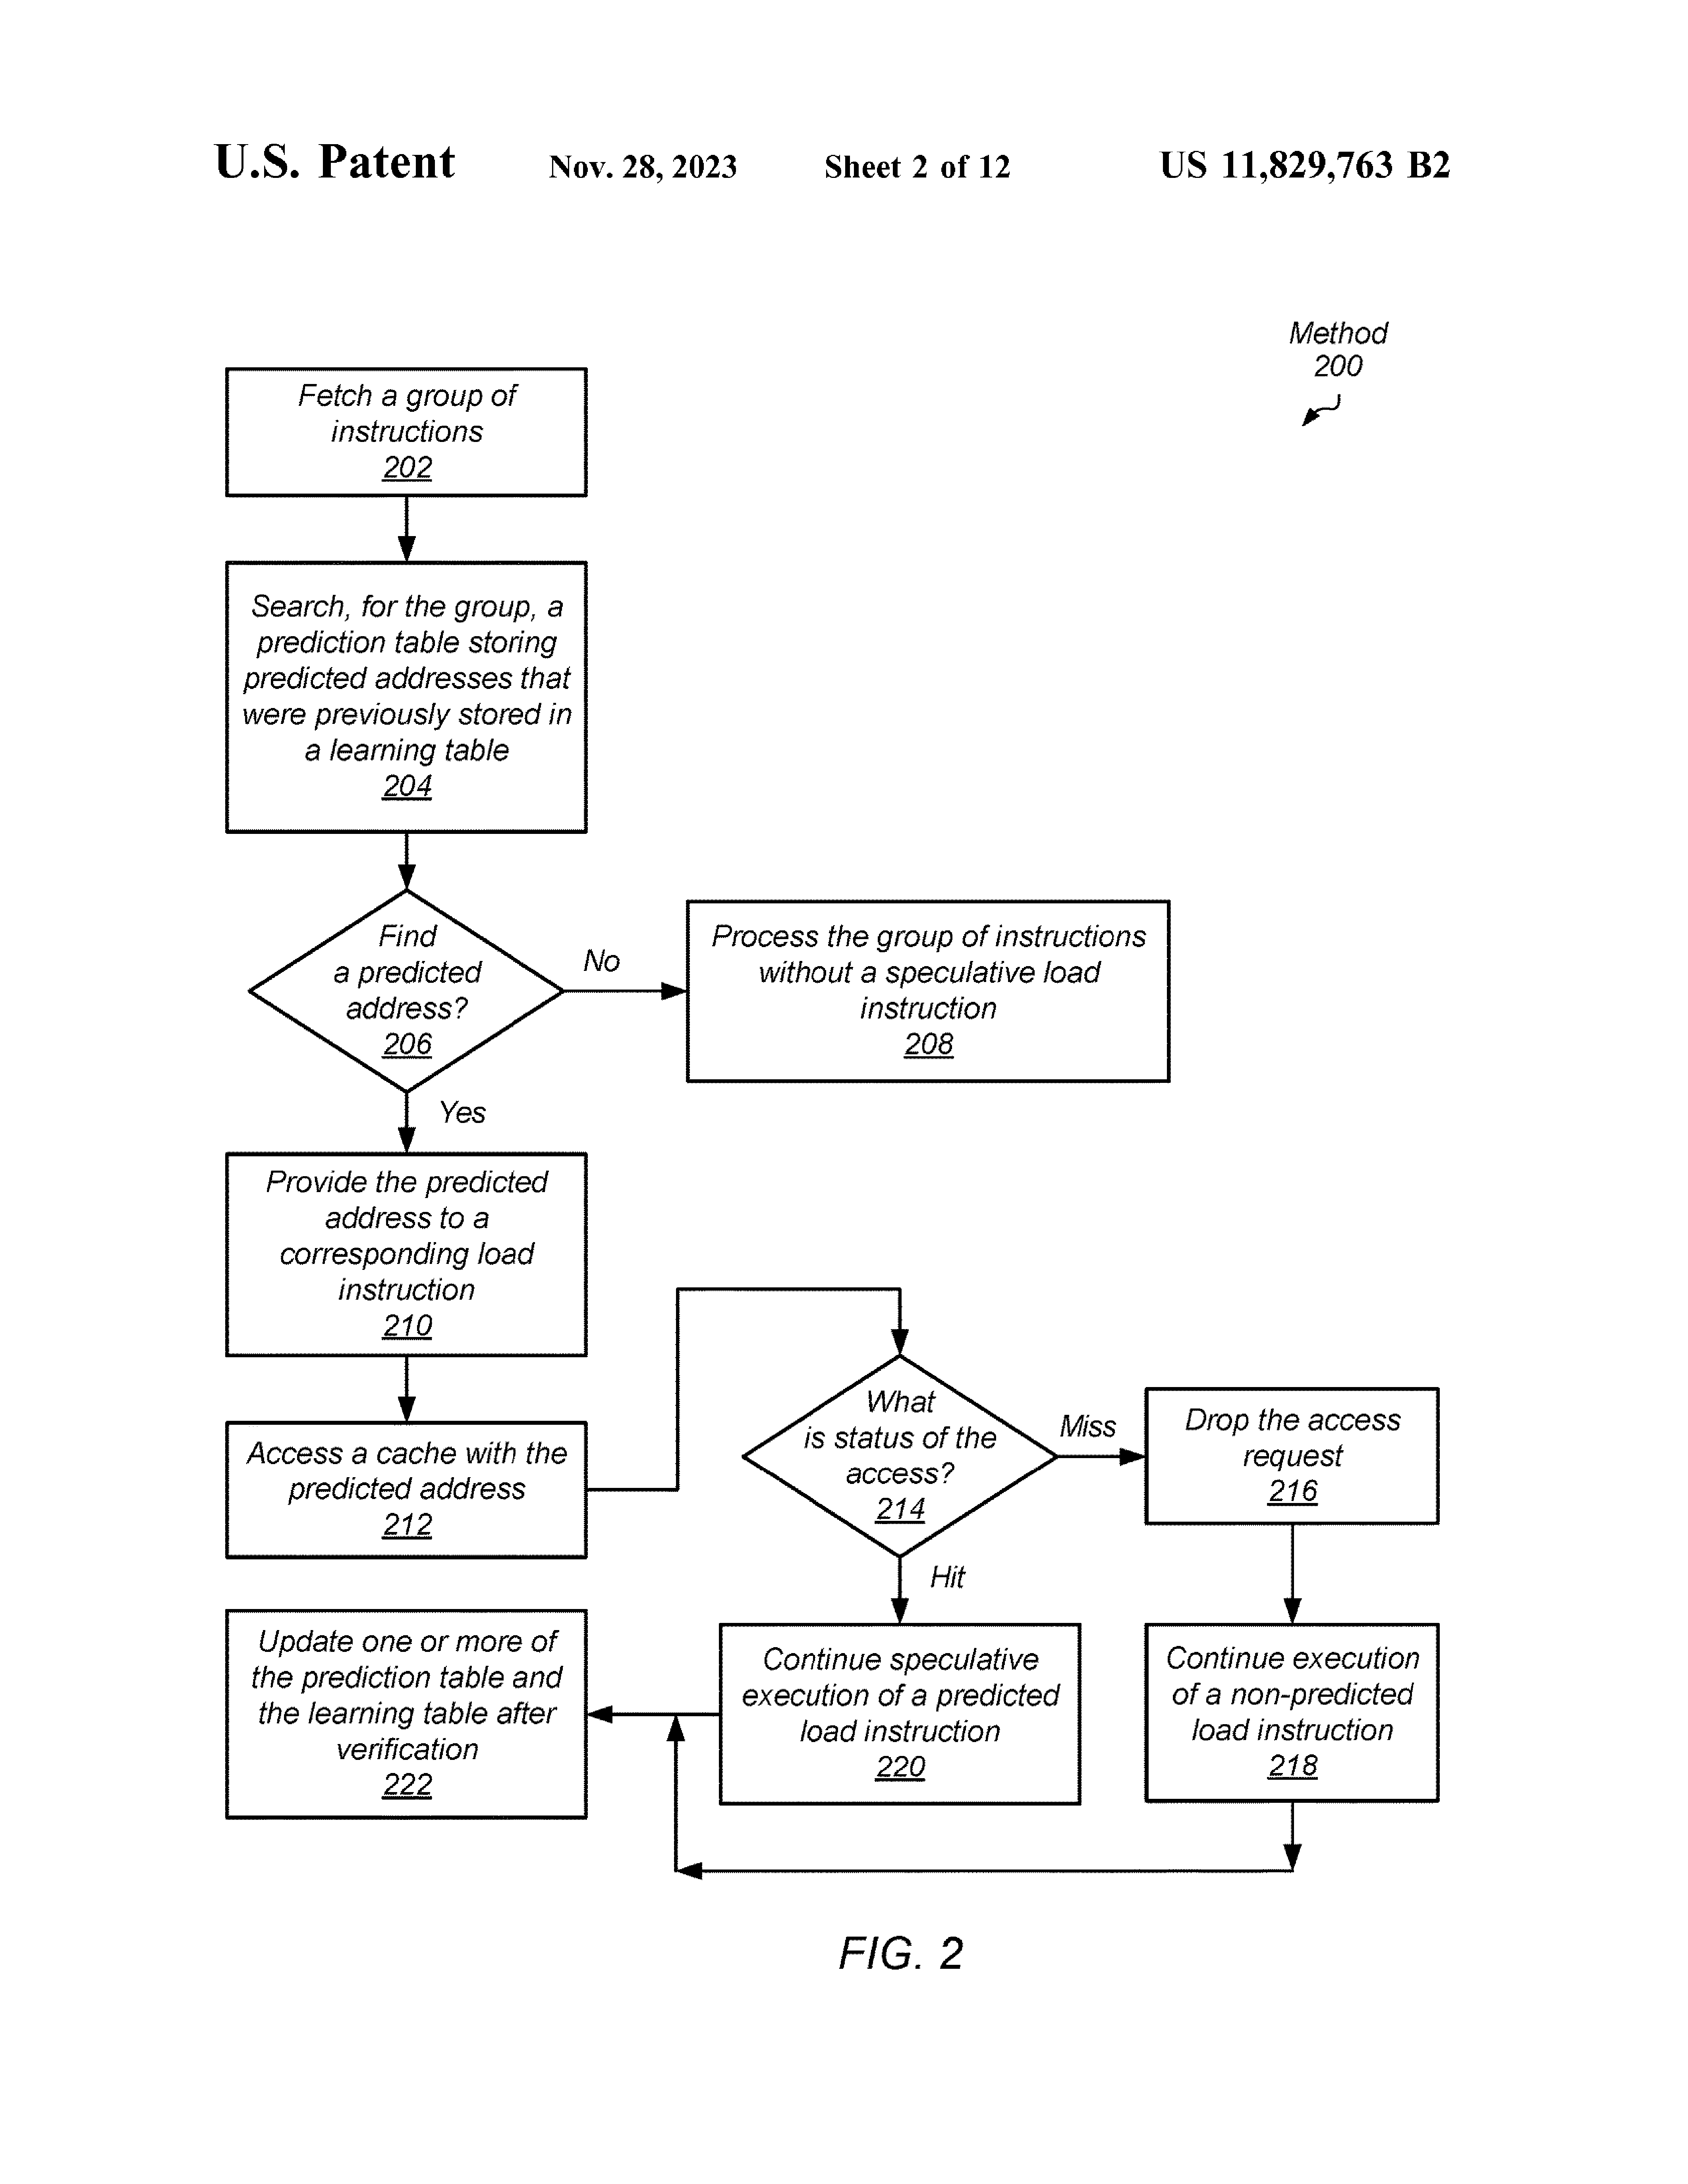 U.S. Patent Nov. 28, 2023 Sheet 2 of 12 US 11,829,763 B2
Method
200
Fetch a group of
instructions
202
Search, for the group, a
prediction table storing
predicted addresses that
were previously stored in
a learning table
204
Find
a predicted
address?
206
No
Process the group of instructions
without a speculative load
instruction
208
Yes
Provide the predicted
address to a
corresponding load
instruction
210
Access a cache with the
predicted address
212
What
is status of the
access?
214
Miss
Drop the access
request
216
Hit
Continue execution
of a non-predicted
load instruction
218
Continue speculative
execution of a predicted
load instruction
220
Update one or more of
the prediction table and
the learning table after
verification
222
FIG. 2